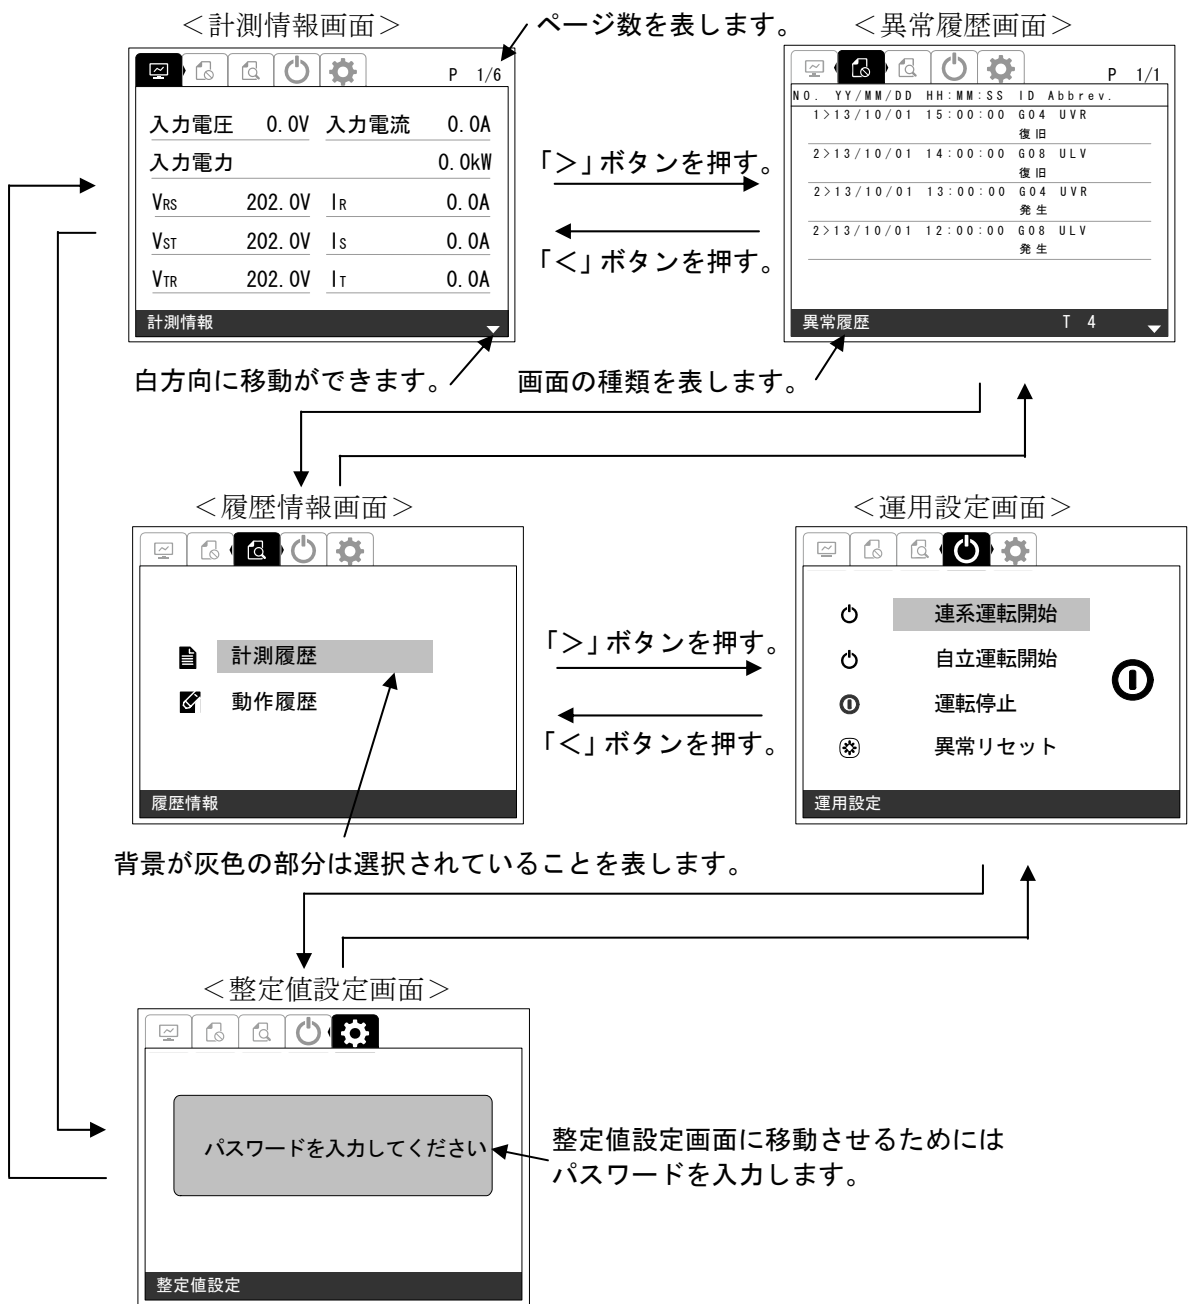 ＜計測情報画面＞
ページ数を表します。
＜異常履歴画面＞
P 1/6
入力電圧 0.0V 入力電流 0.0A
入力電力 0.0kW
VRS 202.0V IR 0.0A
VST 202.0V IS 0.0A
VTR 202.0V IT 0.0A
計測情報
「＞」ボタンを押す。
「＜」ボタンを押す。
P 1/1
NO. YY/MM/DD HH:MM:SS ID Abbrev.
1>13/10/01 15:00:00 G04 UVR
復旧
2>13/10/01 14:00:00 G08 ULV
復旧
2>13/10/01 13:00:00 G04 UVR
発生
2>13/10/01 12:00:00 G08 ULV
発生
異常履歴 T 4
白方向に移動ができます。
画面の種類を表します。
＜履歴情報画面＞
＜運用設定画面＞
計測履歴
動作履歴
履歴情報
「＞」ボタンを押す。
「＜」ボタンを押す。
連系運転開始
自立運転開始
運転停止
異常リセット
運用設定
背景が灰色の部分は選択されていることを表します。
＜整定値設定画面＞
パスワードを入力してください
整定値設定
整定値設定画面に移動させるためには
パスワードを入力します。